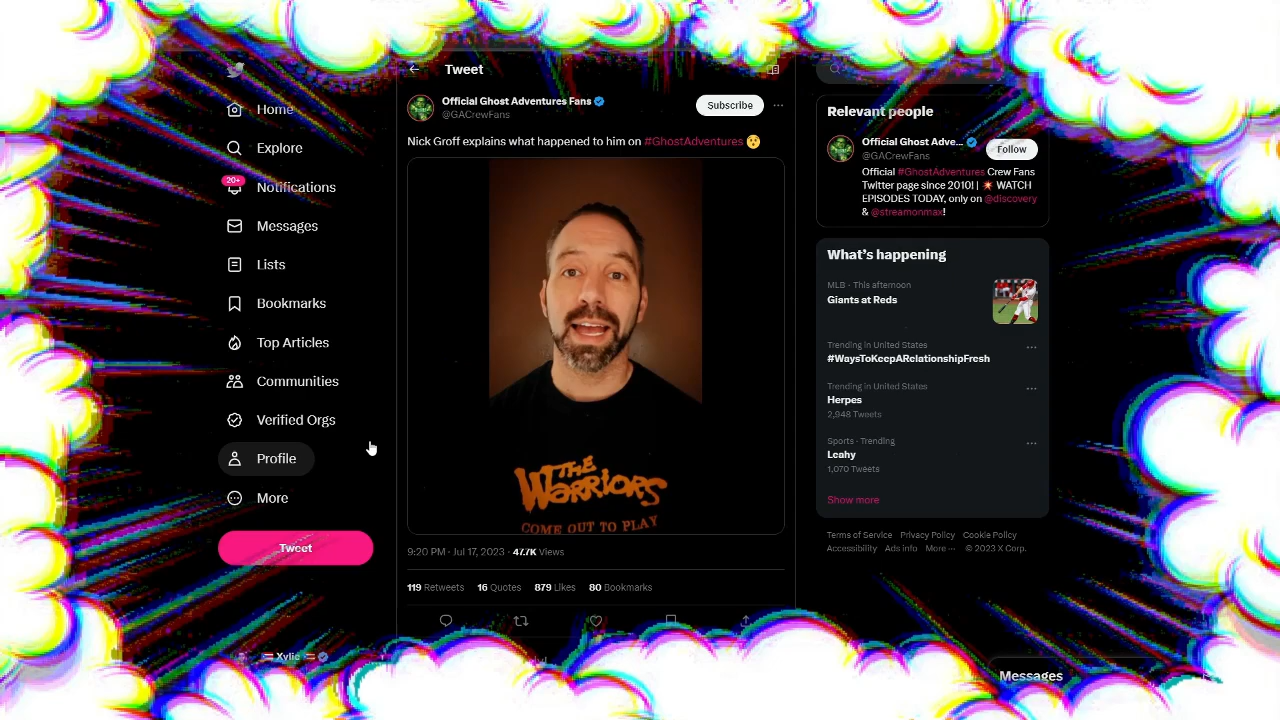 Home
Explore
20+
Notifications
Messages
Lists
Bookmarks
Top Articles
Communities
Verified Orgs
Profile
More
Tweet
Xylie
Tweet
Official Ghost Adventures Fans
@GACrewFans
Subscribe
Nick Groff explains what happened to him on #GhostAdventures 😯
THE
WARRIORS
COME OUT TO PLAY
9:20 PM · Jul 17, 2023 · 47.7K Views
119 Retweets 16 Quotes 879 Likes 80 Bookmarks
Relevant people
Official Ghost Adve...
@GACrewFans
Follow
Official #GhostAdventures Crew Fans
Twitter page since 2010! | 💥 WATCH
EPISODES TODAY, only on @discovery
& @streamonmax!
What's happening
MLB · This afternoon
Giants at Reds
Trending in United States
#WaysToKeepARelationshipFresh
Trending in United States
Herpes
2,948 Tweets
Sports · Trending
Leahy
1,070 Tweets
Show more
Terms of Service Privacy Policy Cookie Policy
Accessibility Ads info More ··· © 2023 X Corp.
Messages